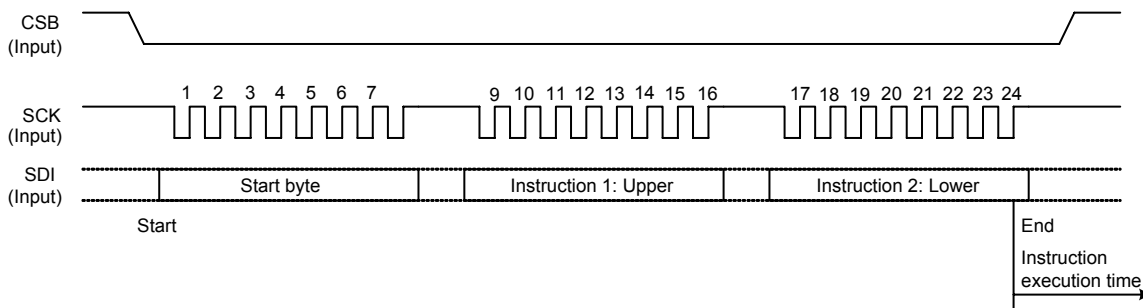 CSB
(Input)
1 2 3 4 5 6 7 9 10 11 12 13 14 15 16 17 18 19 20 21 22 23 24
SCK
(Input)
SDI
(Input)
Start byte Instruction 1: Upper Instruction 2: Lower
Start End
Instruction
execution time